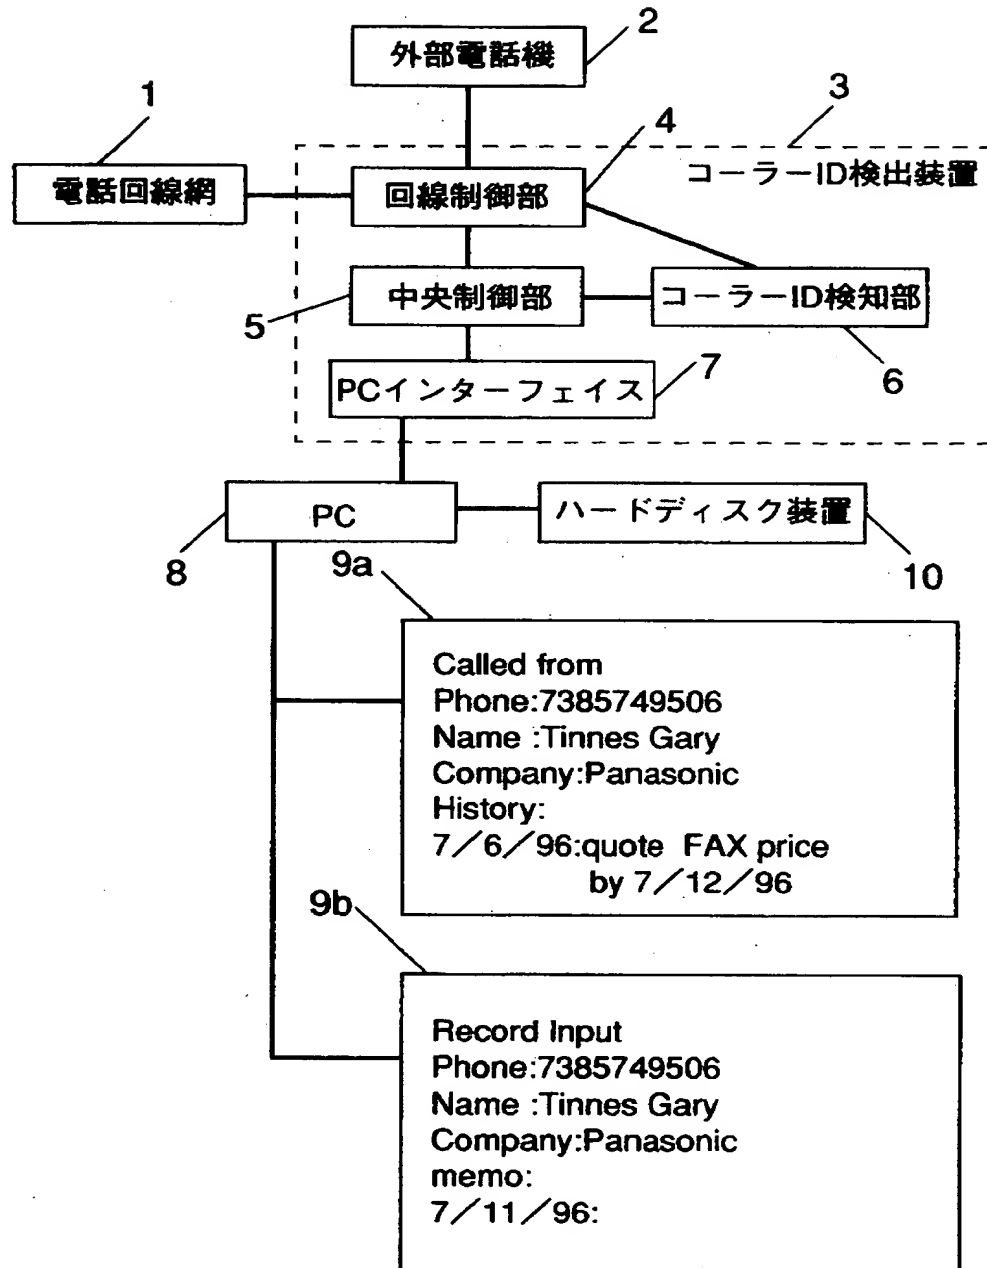 2
外部電話機
1
3
4
コーラーID検出装置
電話回線網
回線制御部
中央制御部
コーラーID検知部
5
7
6
PCインターフェイス
PC
ハードディスク装置
8
9a
10
Called from
Phone:7385749506
Name :Tinnes Gary
Company:Panasonic
History:
7/6/96:quote FAX price
by 7/12/96
9b
Record Input
Phone:7385749506
Name :Tinnes Gary
Company:Panasonic
memo:
7/11/96: